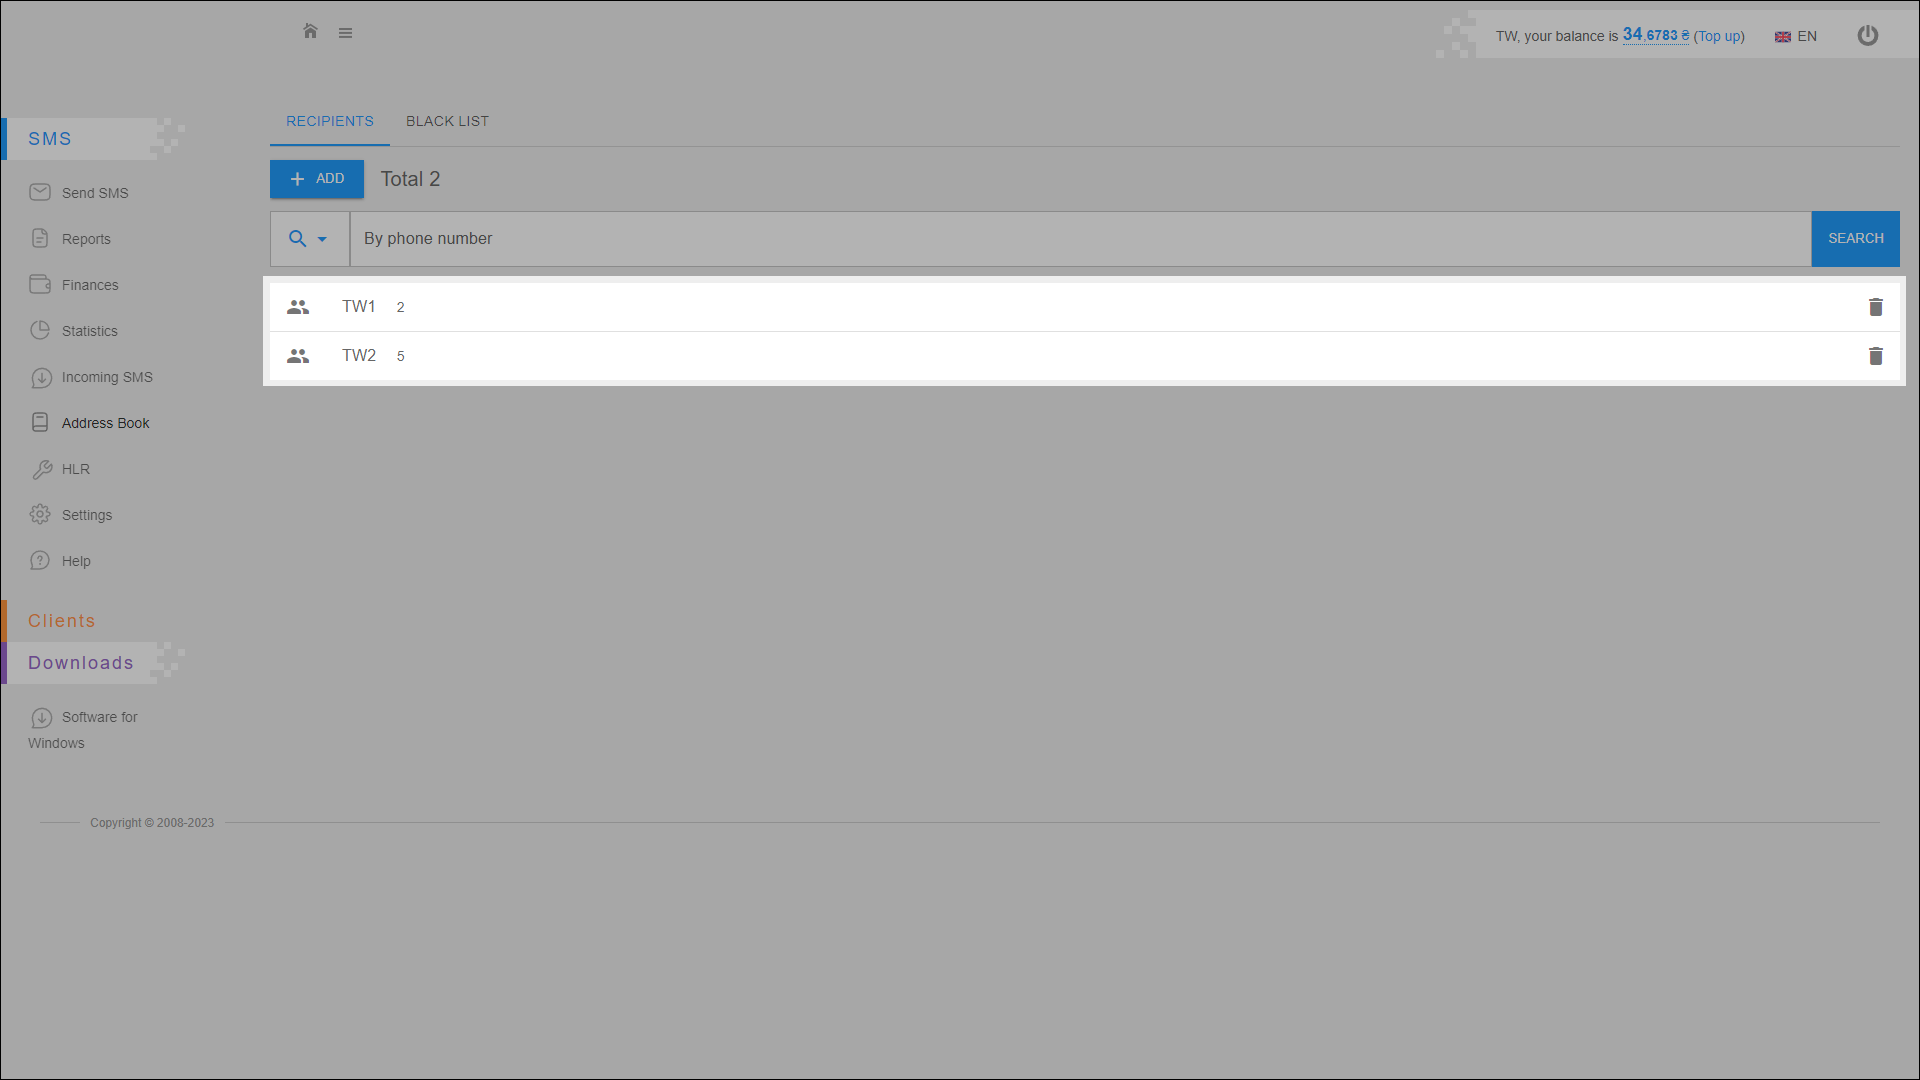 TW, your balance is 34,6783 ₴ (Top up)
EN
SMS
Send SMS
Reports
Finances
Statistics
Incoming SMS
Address Book
HLR
Settings
Help
Clients
Downloads
Software for
Windows
RECIPIENTS
BLACK LIST
ADD
Total 2
By phone number
SEARCH
TW1 2
TW2 5
Copyright © 2008-2023